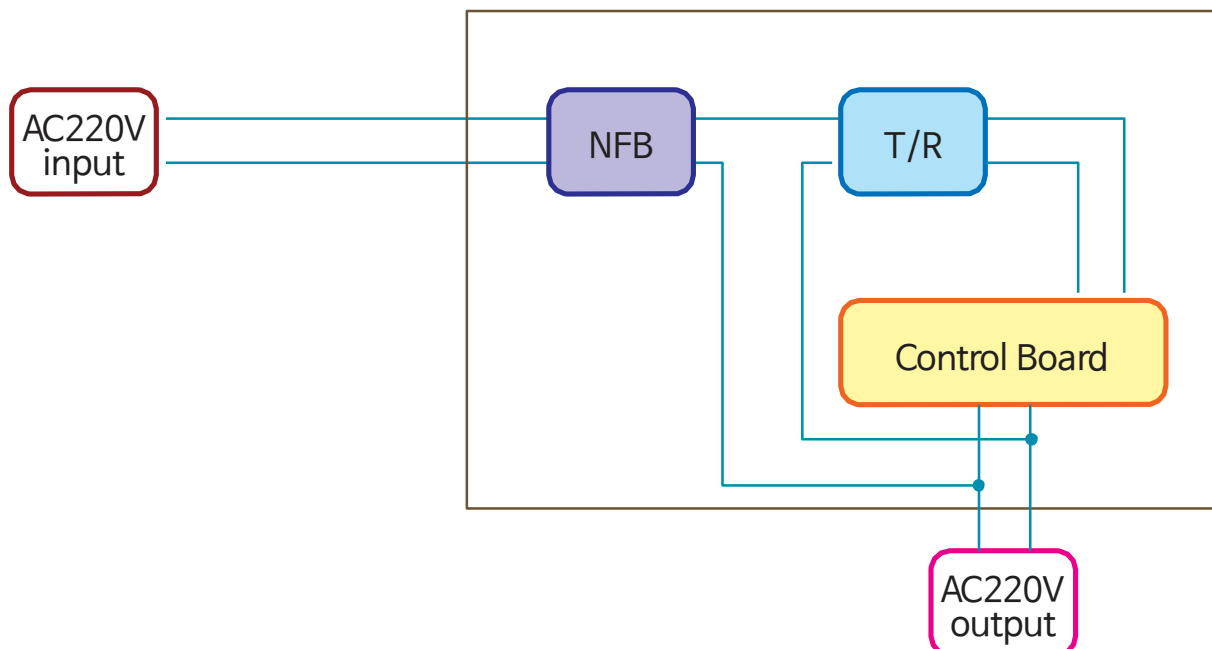 AC220V
input
NFB
T/R
Control Board
AC220V
output